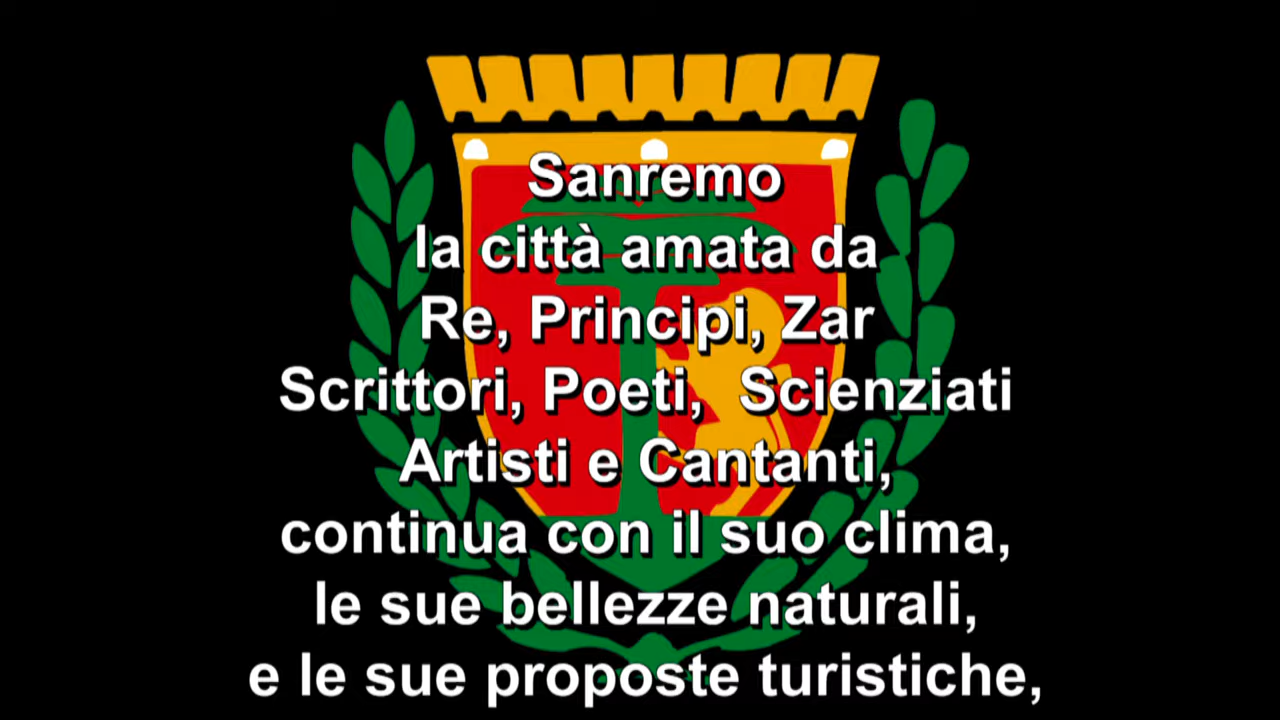 Sanremo
la città amata da
Re, Principi, Zar
Scrittori, Poeti, Scienziati
Artisti e Cantanti,
continua con il suo clima,
le sue bellezze naturali,
e le sue proposte turistiche,